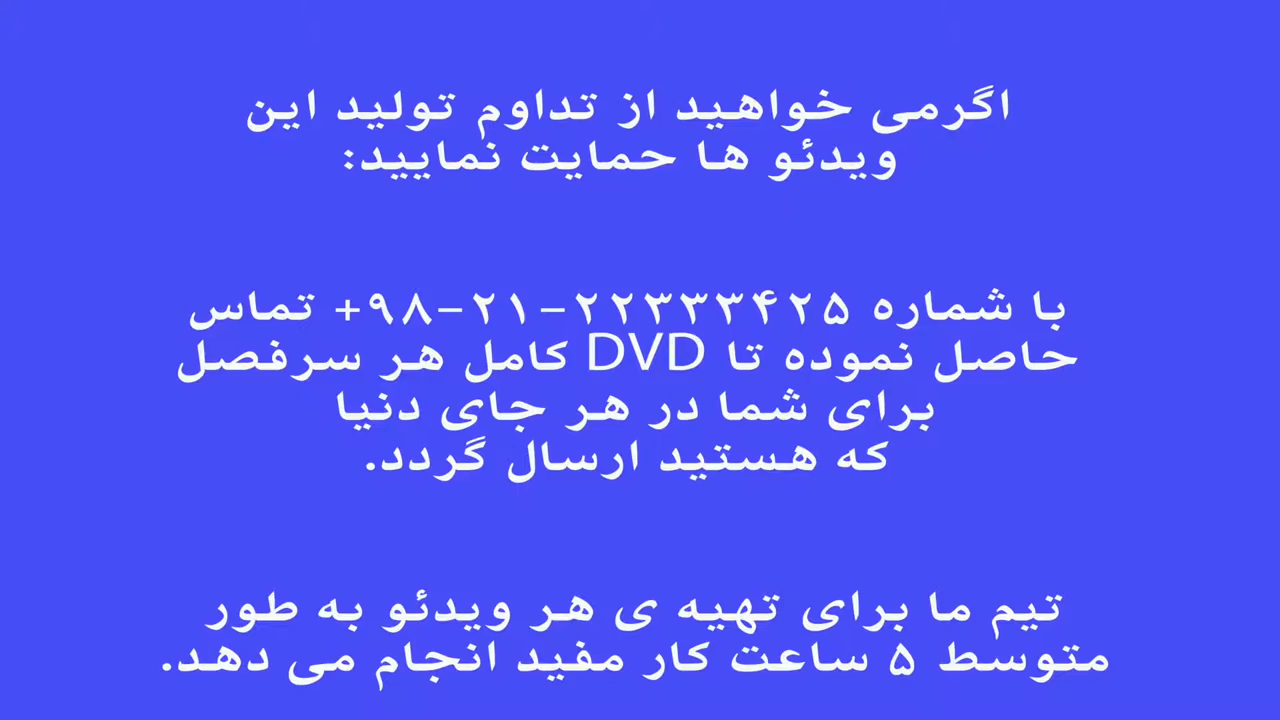 اگرمی خواهید از تداوم تولید این
ویدئو ها حمایت نمایید:
با شماره ۲۲۳۳۳۴۲۵-۲۱-۹۸+ تماس
حاصل نموده تا DVD کامل هر سرفصل
برای شما در هر جای دنیا
که هستید ارسال گردد.
تیم ما برای تهیه ی هر ویدئو به طور
متوسط ۵ ساعت کار مفید انجام می دهد.